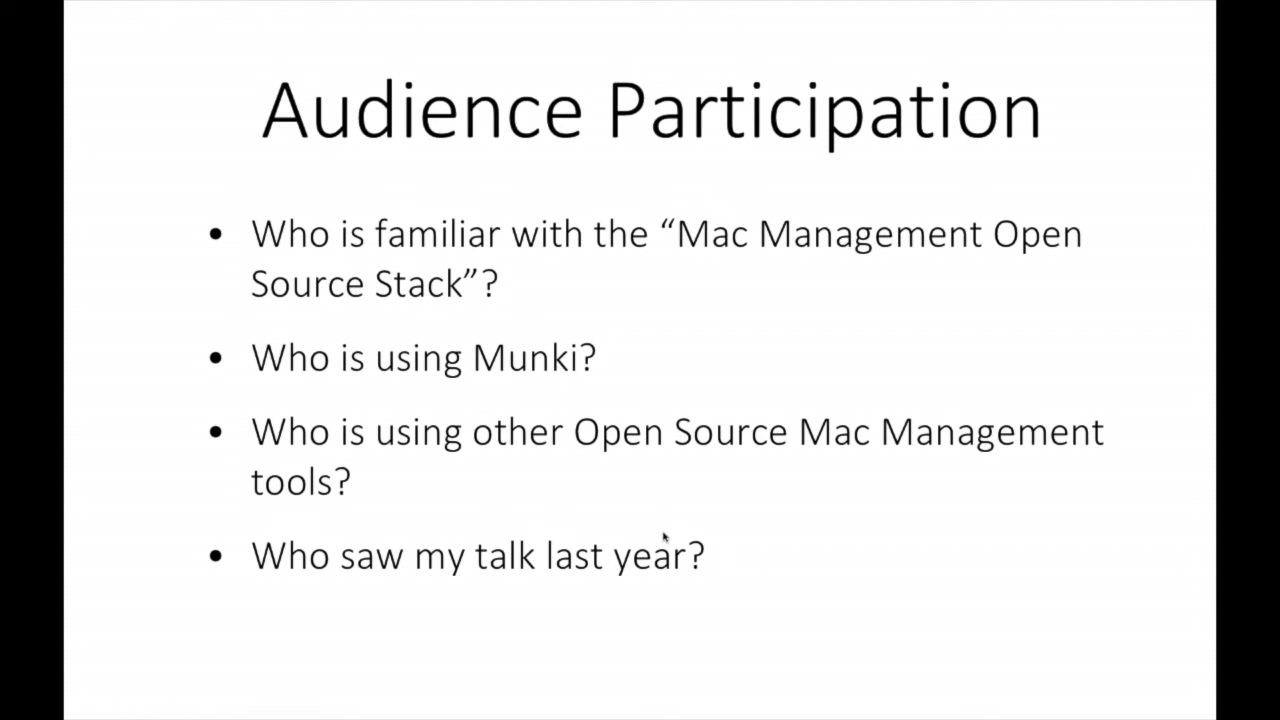 Audience Participation
• Who is familiar with the “Mac Management Open
Source Stack”?
• Who is using Munki?
• Who is using other Open Source Mac Management
tools?
• Who saw my talk last year?